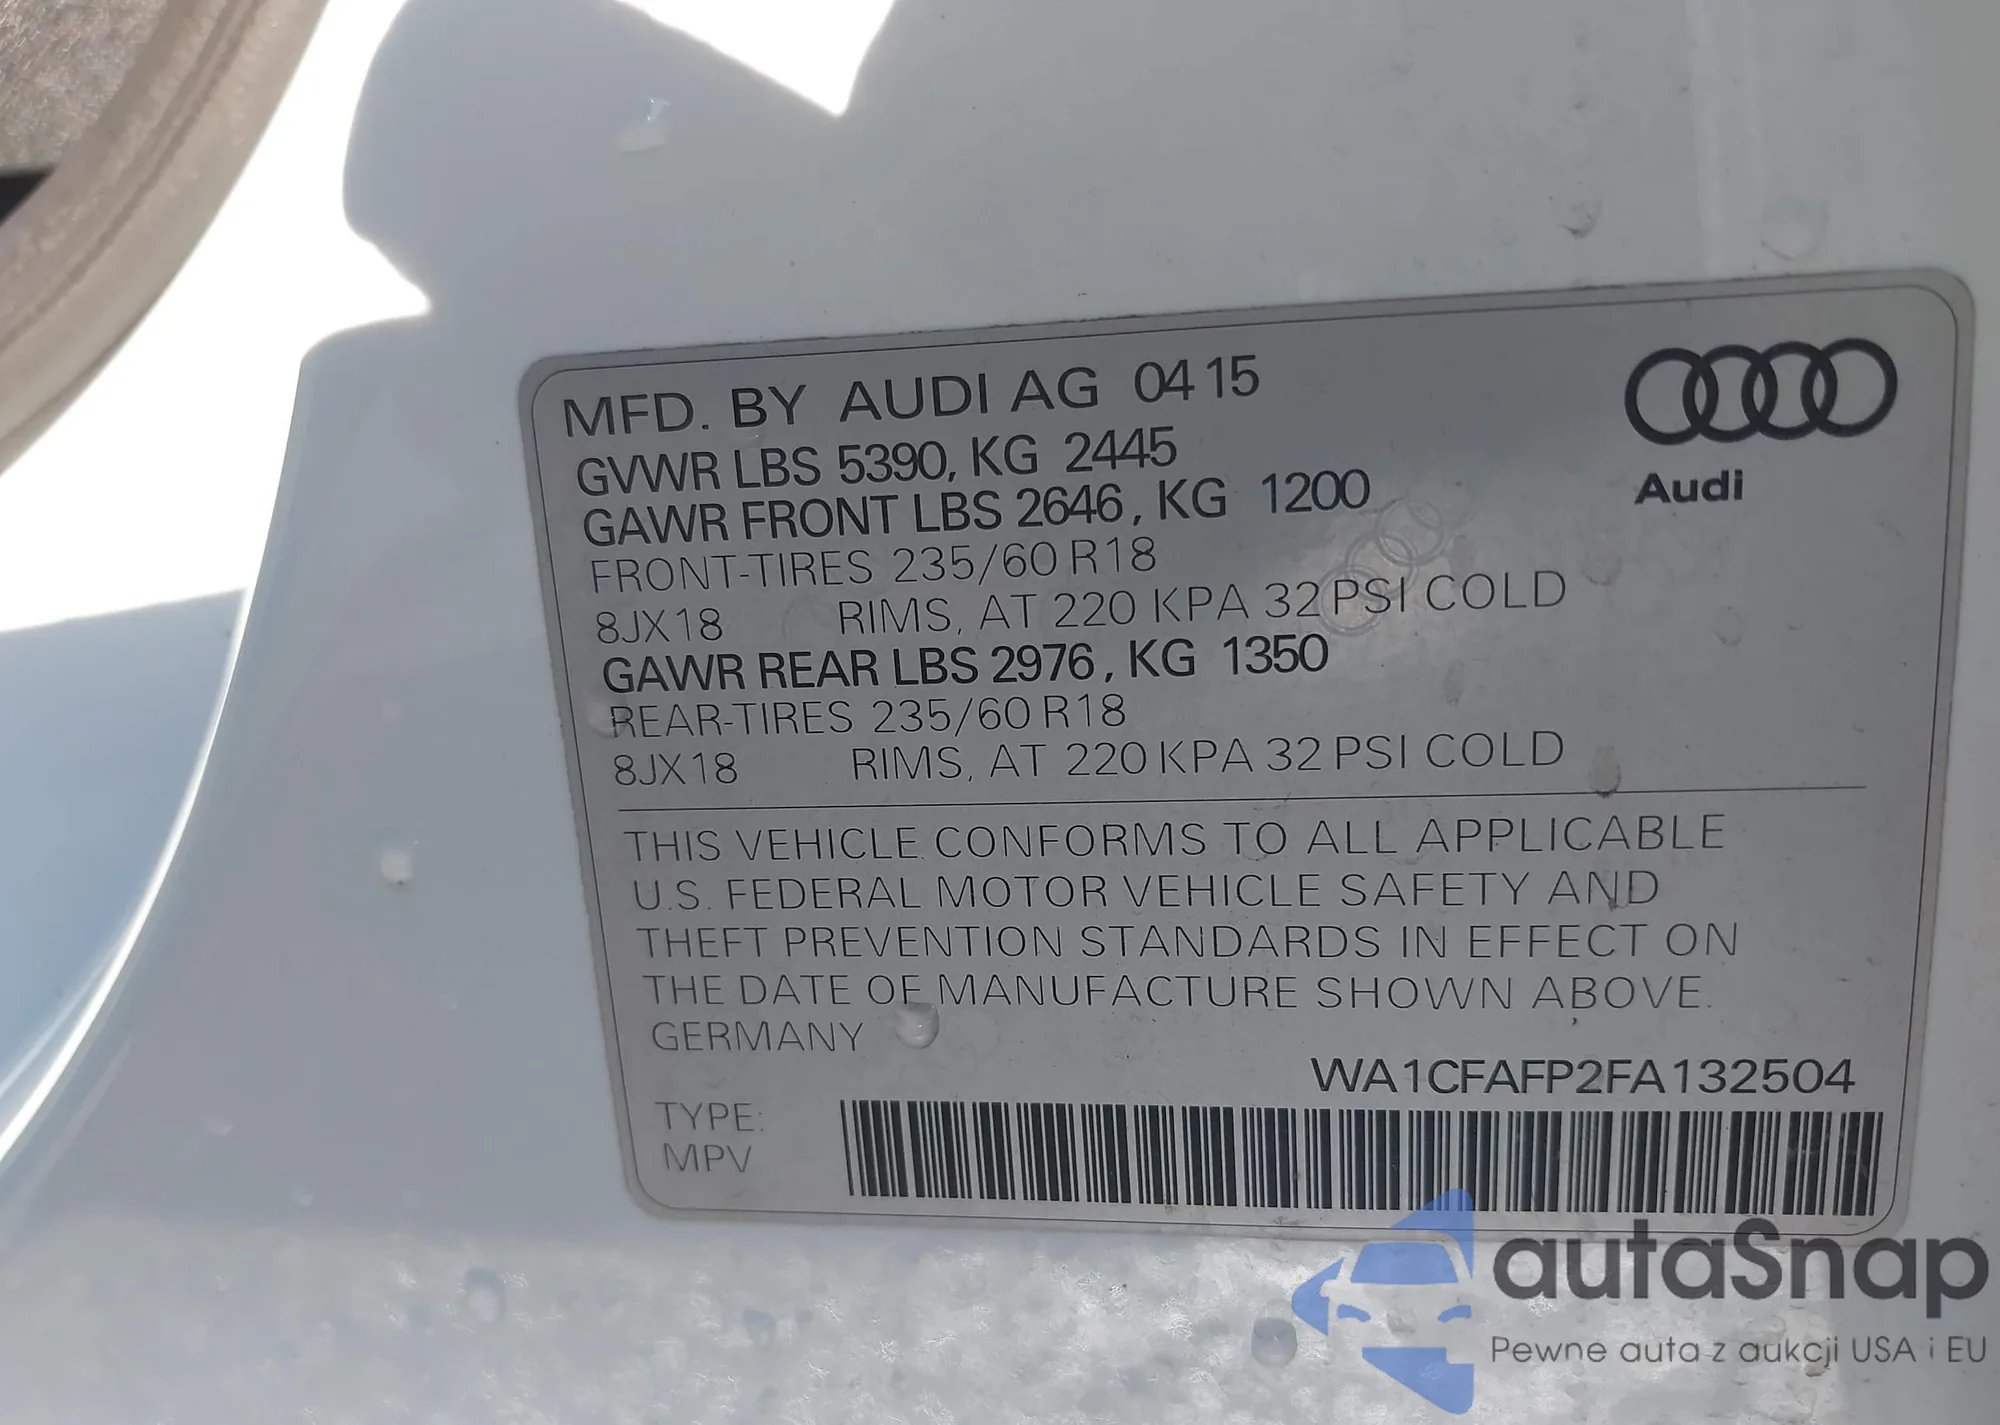 MFD. BY AUDI AG 0415
GVWR LBS 5390, KG 2445
GAWR FRONT LBS 2646, KG 1200
FRONT-TIRES 235/60 R18
8JX18 RIMS, AT 220 KPA 32 PSI COLD
GAWR REAR LBS 2976, KG 1350
REAR-TIRES 235/60 R18
8JX18 RIMS, AT 220 KPA 32 PSI COLD
Audi
THIS VEHICLE CONFORMS TO ALL APPLICABLE
U.S. FEDERAL MOTOR VEHICLE SAFETY AND
THEFT PREVENTION STANDARDS IN EFFECT ON
THE DATE OF MANUFACTURE SHOWN ABOVE.
GERMANY
WA1CFAFP2FA132504
TYPE:
MPV
autaSnap
Pewne auta z aukcji USA i EU